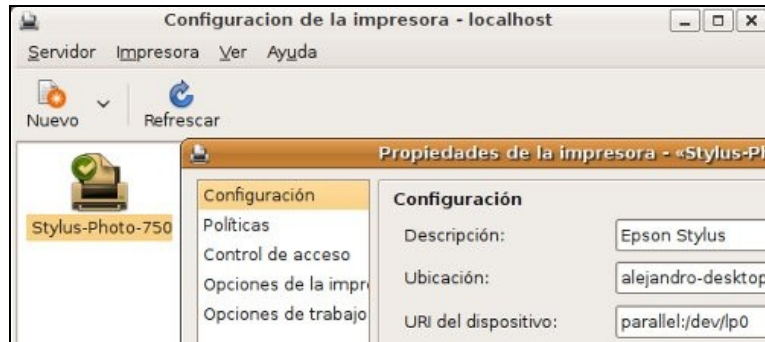 Configuracion de la impresora - localhost
Servidor Impresora Ver Ayuda
Nuevo Refrescar
Stylus-Photo-750
Propiedades de la impresora - «Stylus-P
Configuración
Políticas
Control de acceso
Opciones de la impr
Opciones de trabajo
Configuración
Descripción: Epson Stylus
Ubicación: alejandro-desktop
URI del dispositivo: parallel:/dev/lp0